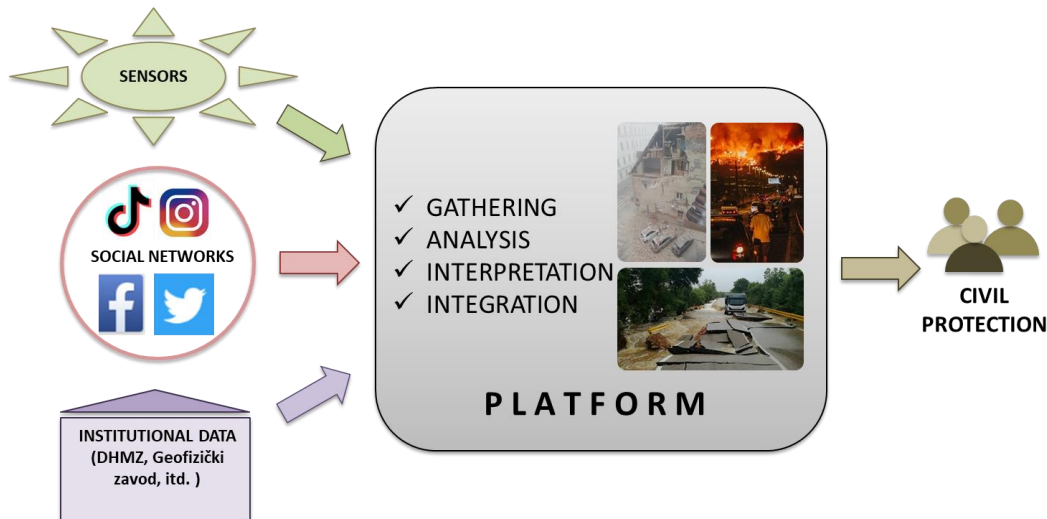 SENSORS
SOCIAL NETWORKS
INSTITUTIONAL DATA
(DHMZ, Geofizički
zavod, itd. )
✓ GATHERING
✓ ANALYSIS
✓ INTERPRETATION
✓ INTEGRATION
PLATFORM
CIVIL
PROTECTION